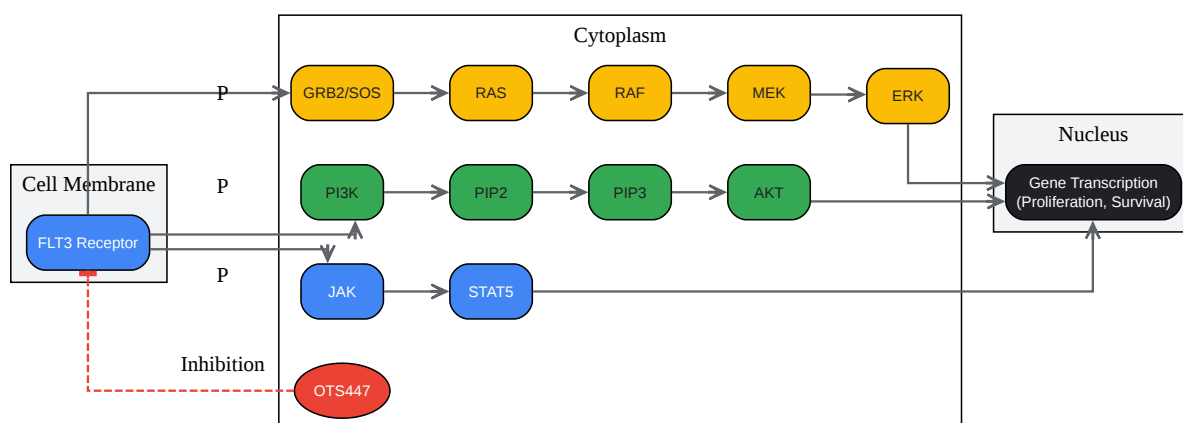 Cytoplasm
P
GRB2/SOS
RAS
RAF
MEK
ERK
Nucleus
Cell Membrane
P
PI3K
PIP2
PIP3
AKT
Gene Transcription
(Proliferation, Survival)
FLT3 Receptor
P
JAK
STAT5
Inhibition
OTS447